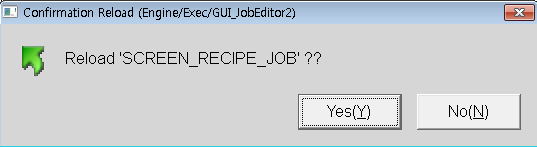 Confirmation Reload (Engine/Exec/GUI_JobEditor2)
Reload 'SCREEN_RECIPE_JOB' ??
Yes(Y)
No(N)